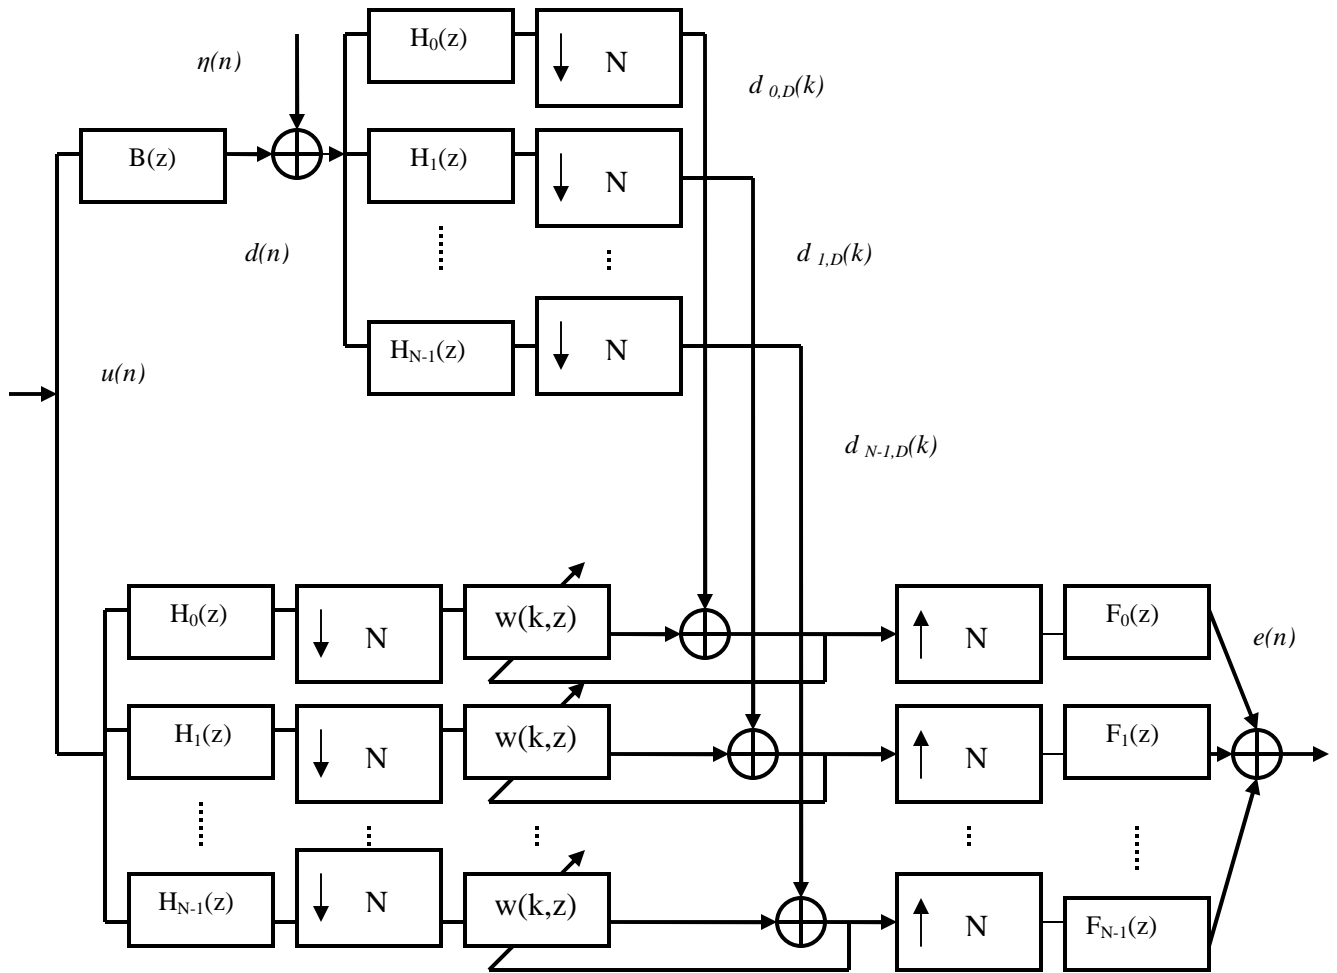 H0(z)
N
η(n)
d 0,D(k)
B(z)
H1(z)
N
d(n)
d 1,D(k)
HN-1(z)
N
u(n)
d N-1,D(k)
H0(z)
N
w(k,z)
N
F0(z)
e(n)
H1(z)
N
w(k,z)
N
F1(z)
HN-1(z)
N
w(k,z)
N
FN-1(z)